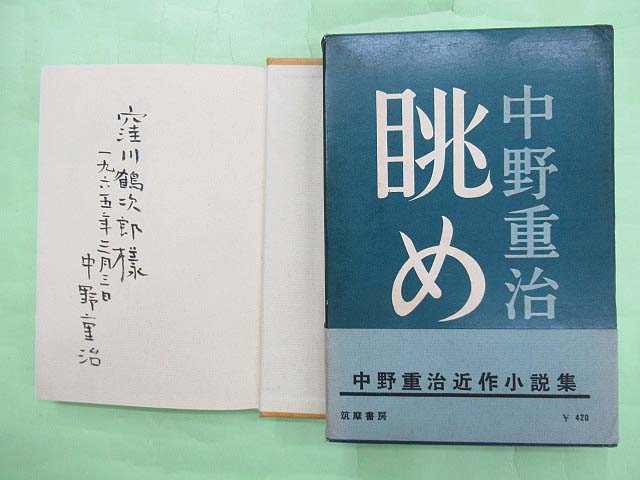 窪川鶴次郎様
一九六五年三月三日
中野重治
中野重治
眺め
中野重治近作小説集
筑摩書房
￥420